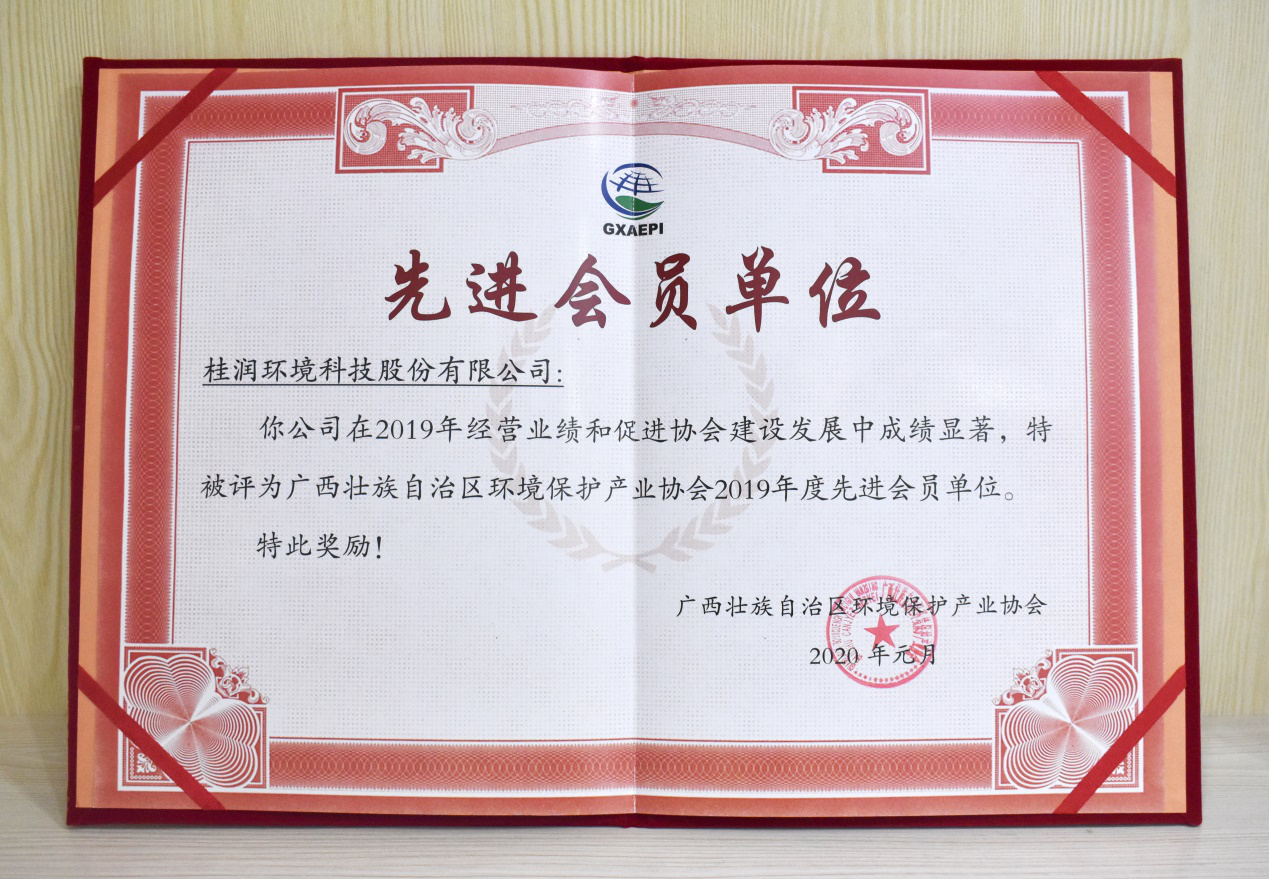 GXAEPI
先进会员单位
桂润环境科技股份有限公司:
你公司在2019年经营业绩和促进协会建设发展中成绩显著，特
被评为广西壮族自治区环境保护产业协会2019年度先进会员单位。
特此奖励！
广西壮族自治区环境保护产业协会
2020 年元月